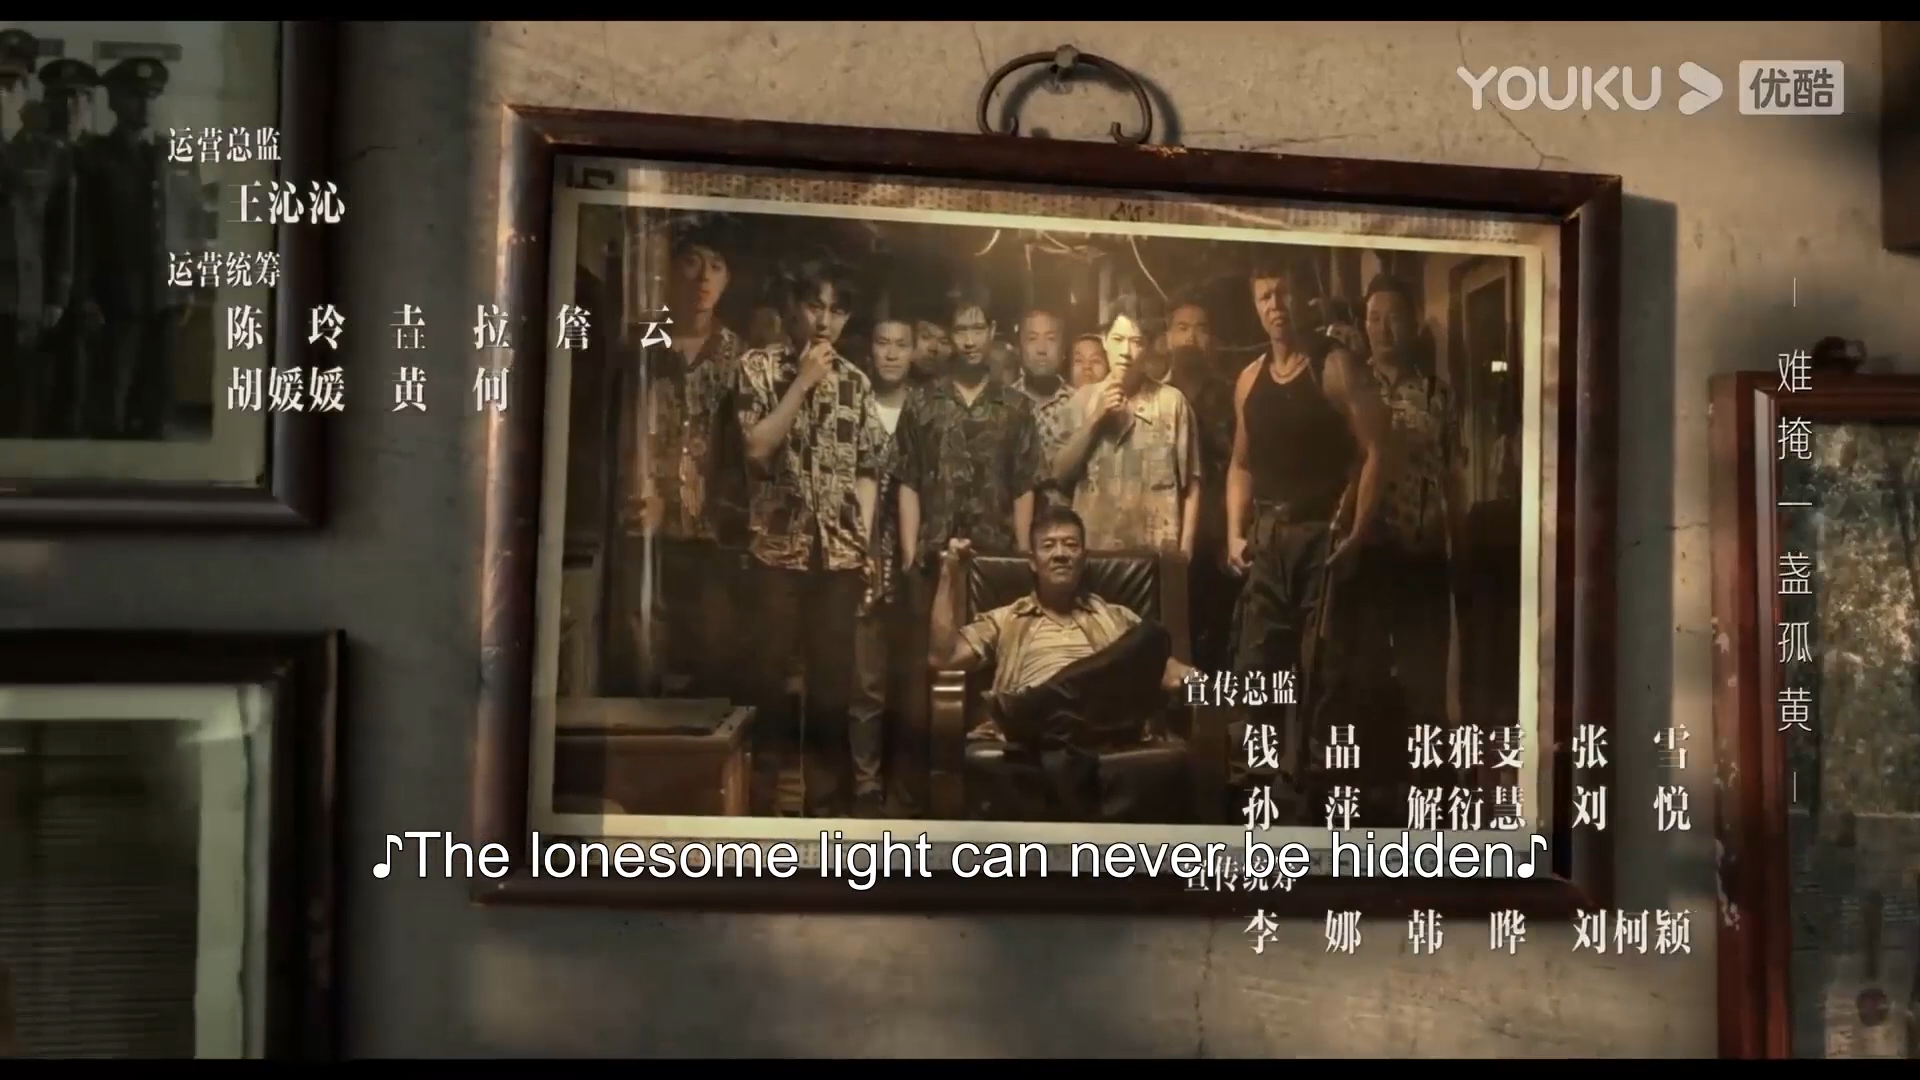 YOUKU 优酷
运营总监
王沁沁
运营统筹
陈玲 拉 詹云
胡媛媛 黄何
难掩一盏孤黄
宣传总监
钱晶 张雅雯 张雪
孙萍 解衍慧 刘悦
♪The lonesome light can never be hidden♪
宣传统筹
李娜 韩晔 刘柯颖